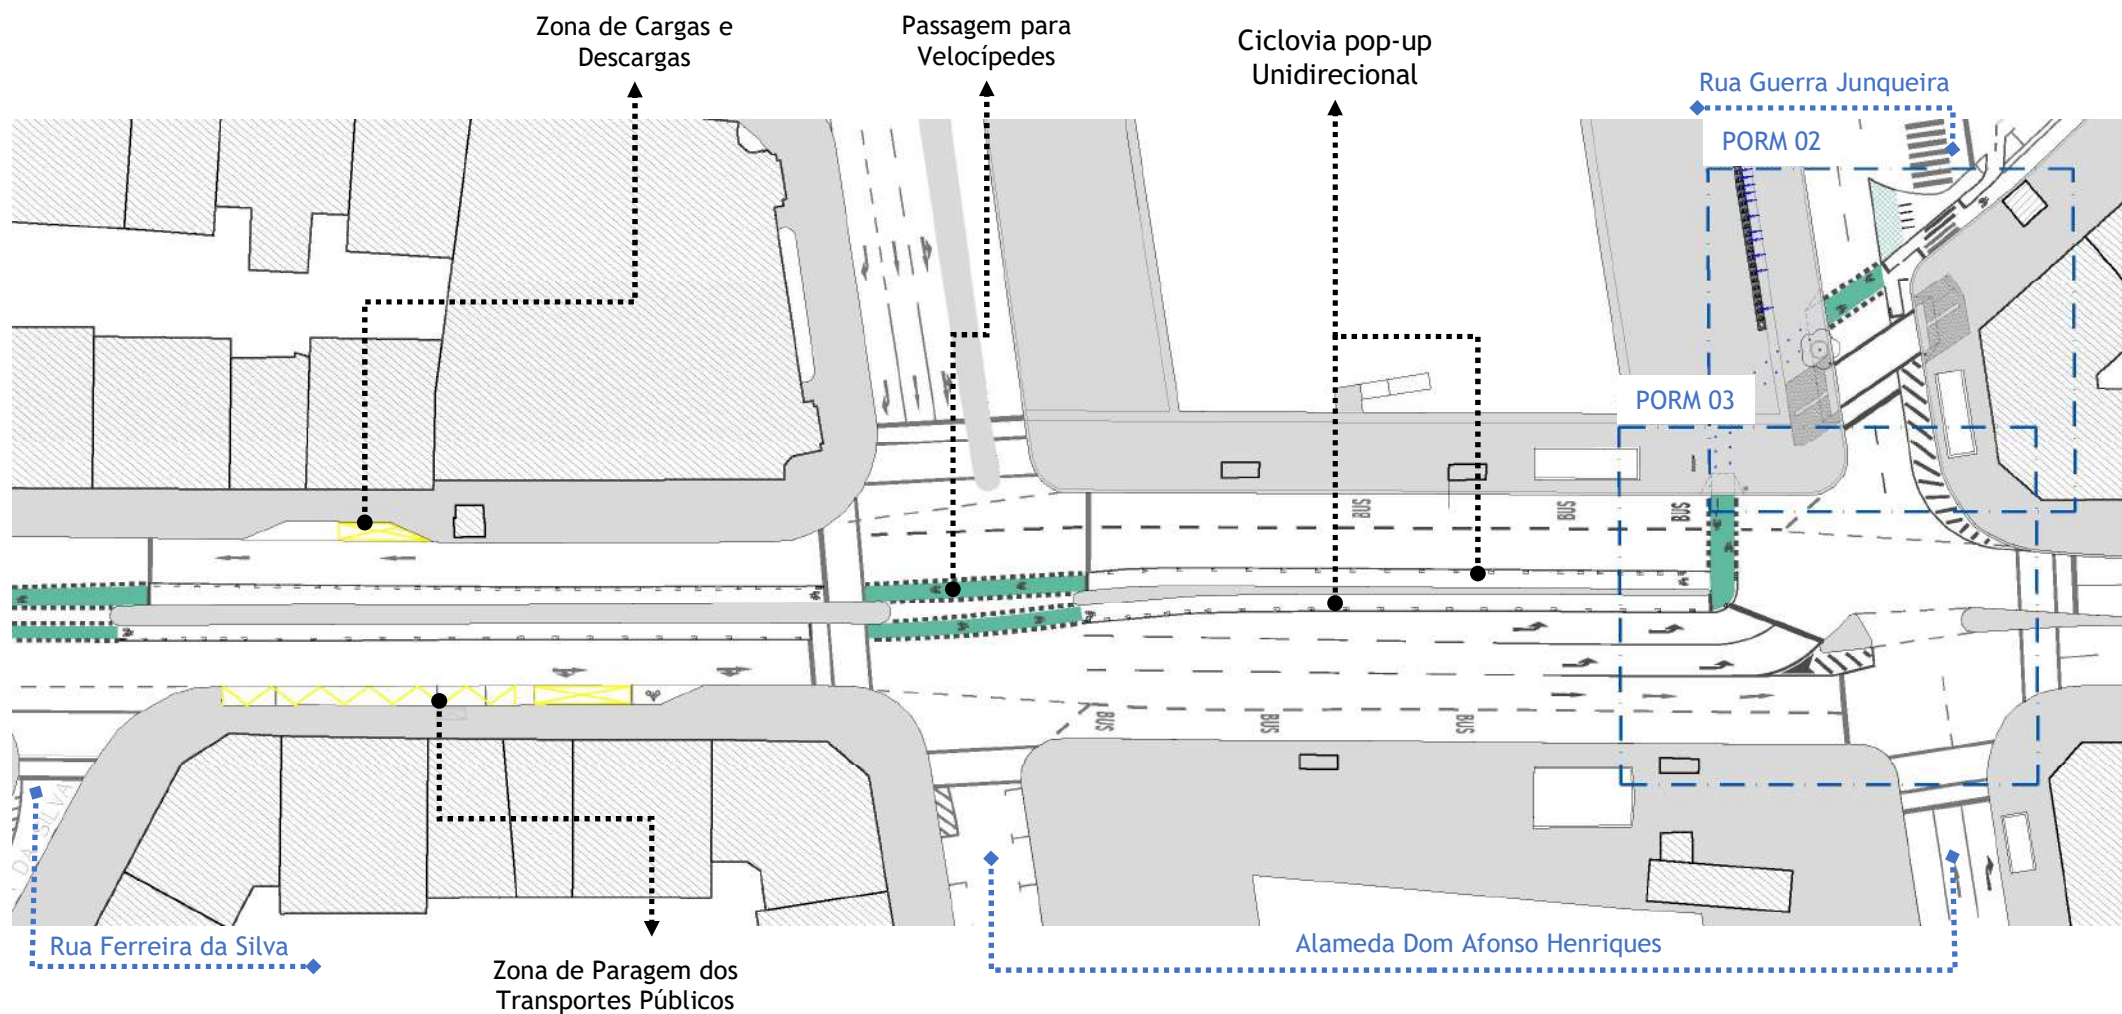 Zona de Cargas e
Descargas
Passagem para
Velocípedes
Ciclovia pop-up
Unidirecional
Rua Guerra Junqueira
PORM 02
PORM 03
BUS
BUS
BUS
BUS
BUS
BUS
DA SILVA
Rua Ferreira da Silva
Zona de Paragem dos
Transportes Públicos
Alameda Dom Afonso Henriques